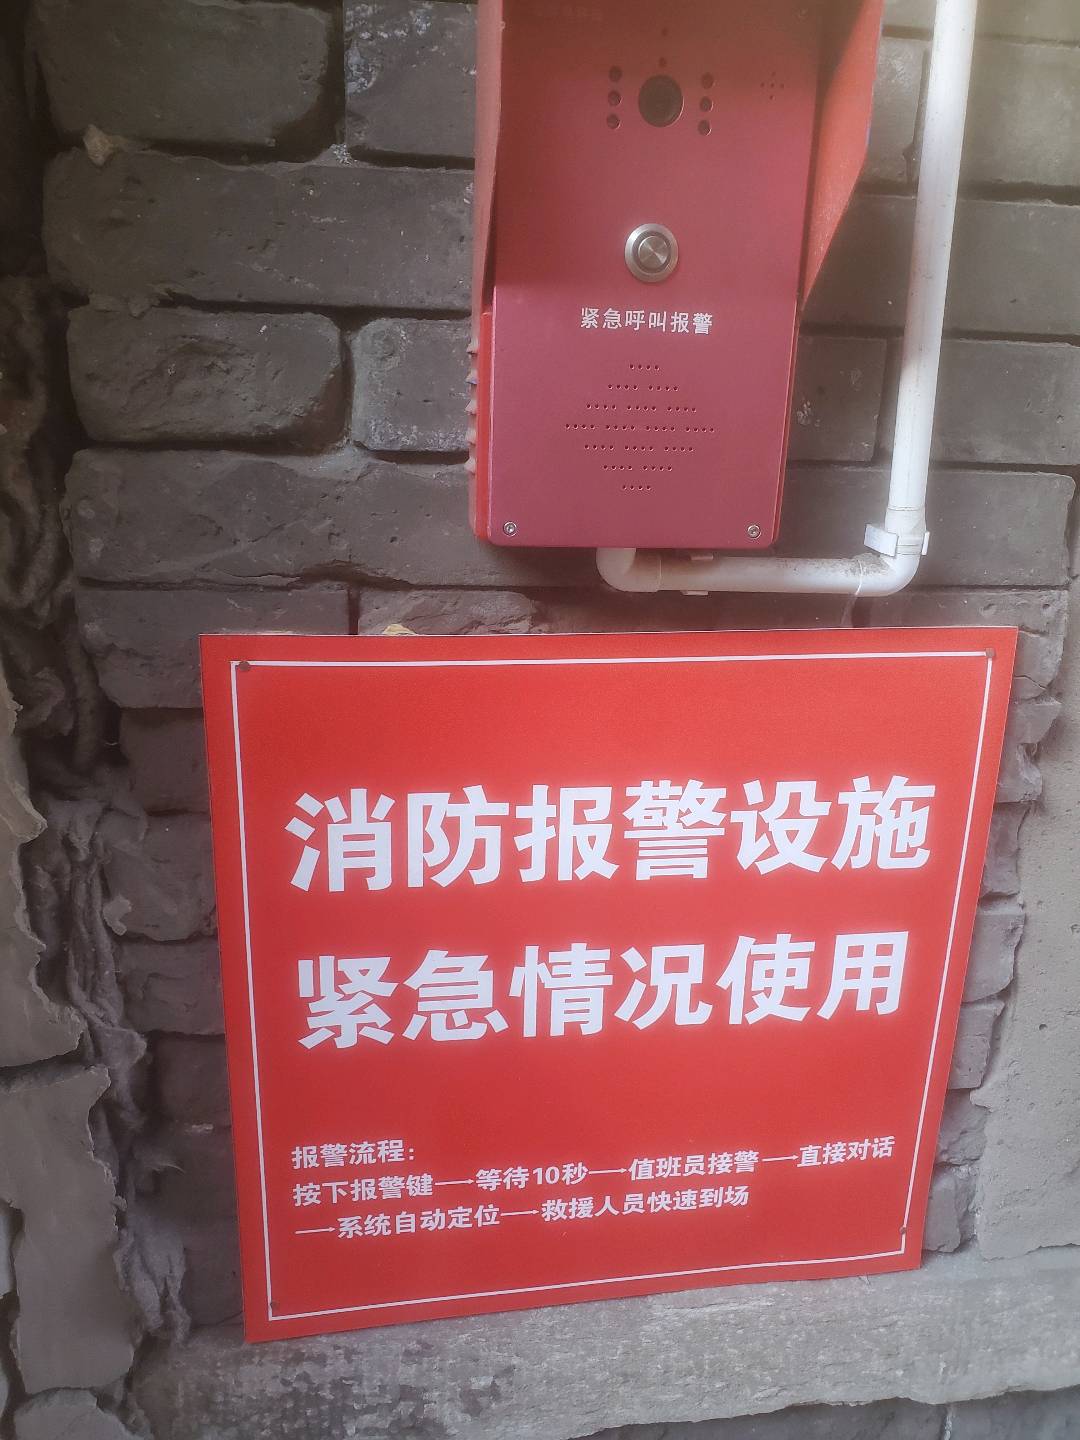 紧急呼叫报警
消防报警设施
紧急情况使用
报警流程：
按下报警键→等待10秒→值班员接警→直接对话
→系统自动定位→救援人员快速到场